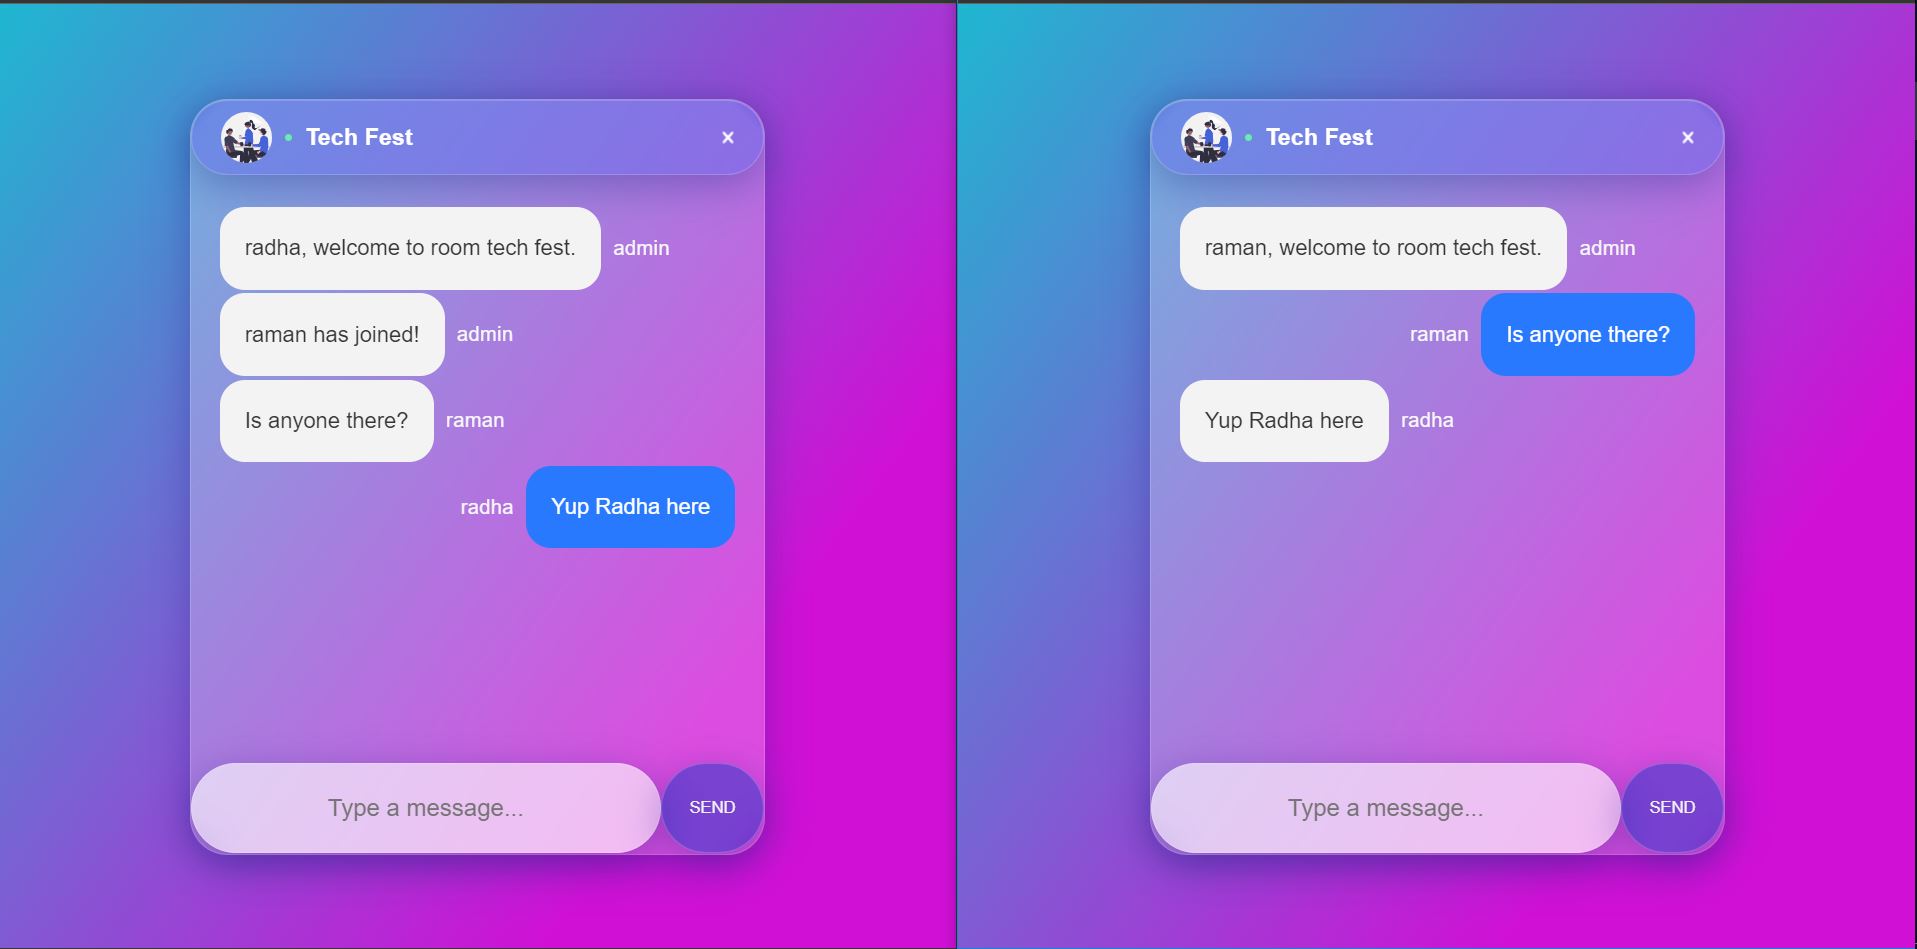 Tech Fest
×
radha, welcome to room tech fest. admin
raman has joined! admin
Is anyone there? raman
radha Yup Radha here
Type a message... SEND
Tech Fest
×
raman, welcome to room tech fest. admin
raman Is anyone there?
Yup Radha here radha
Type a message... SEND